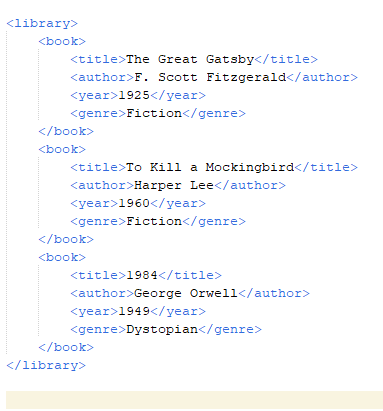 <library>
<book>
<title>The Great Gatsby</title>
<author>F. Scott Fitzgerald</author>
<year>1925</year>
<genre>Fiction</genre>
</book>
<book>
<title>To Kill a Mockingbird</title>
<author>Harper Lee</author>
<year>1960</year>
<genre>Fiction</genre>
</book>
<book>
<title>1984</title>
<author>George Orwell</author>
<year>1949</year>
<genre>Dystopian</genre>
</book>
</library>